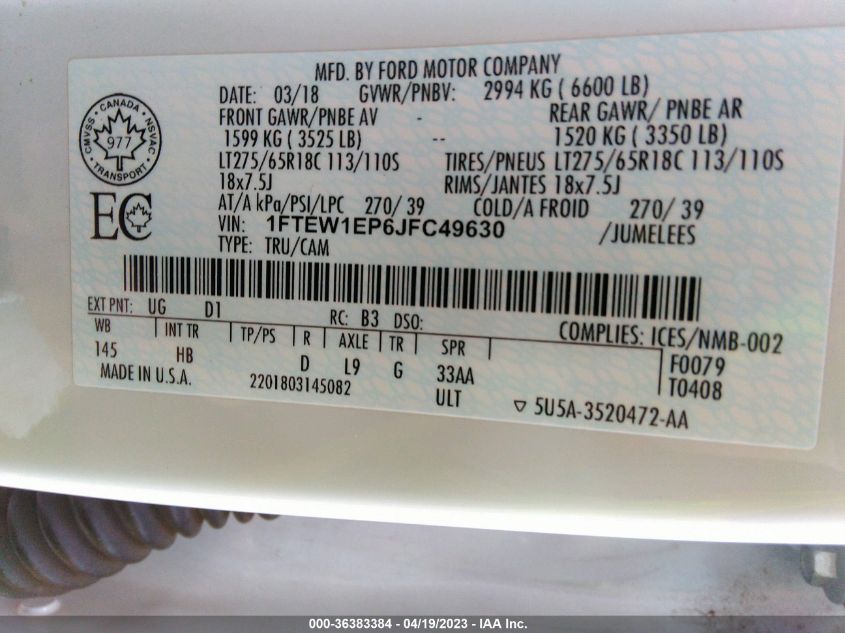 MFD. BY FORD MOTOR COMPANY
DATE: 03/18 GVWR/PNBV: 2994 KG ( 6600 LB)
FRONT GAWR/PNBE AV - REAR GAWR/ PNBE AR
1599 KG ( 3525 LB) -- 1520 KG ( 3350 LB)
LT275/65R18C 113/110S TIRES/PNEUS LT275/65R18C 113/110S
18x7.5J RIMS/JANTES 18x7.5J
AT/A kPa/PSI/LPC 270/ 39 COLD/A FROID 270/ 39
VIN: 1FTEW1EP6JFC49630 /JUMELEES
TYPE: TRU/CAM
CANADA
CMVSS NSVAC
977
TRANSPORT
EC
EXT PNT: UG D1 RC: B3 DSO: COMPLIES: ICES/NMB-002
WB INT TR TP/PS R AXLE TR SPR F0079
145 HB D L9 G 33AA T0408
MADE IN U.S.A. 2201803145082 ULT ▽ 5U5A-3520472-AA
000-36383384 - 04/19/2023 - IAA Inc.